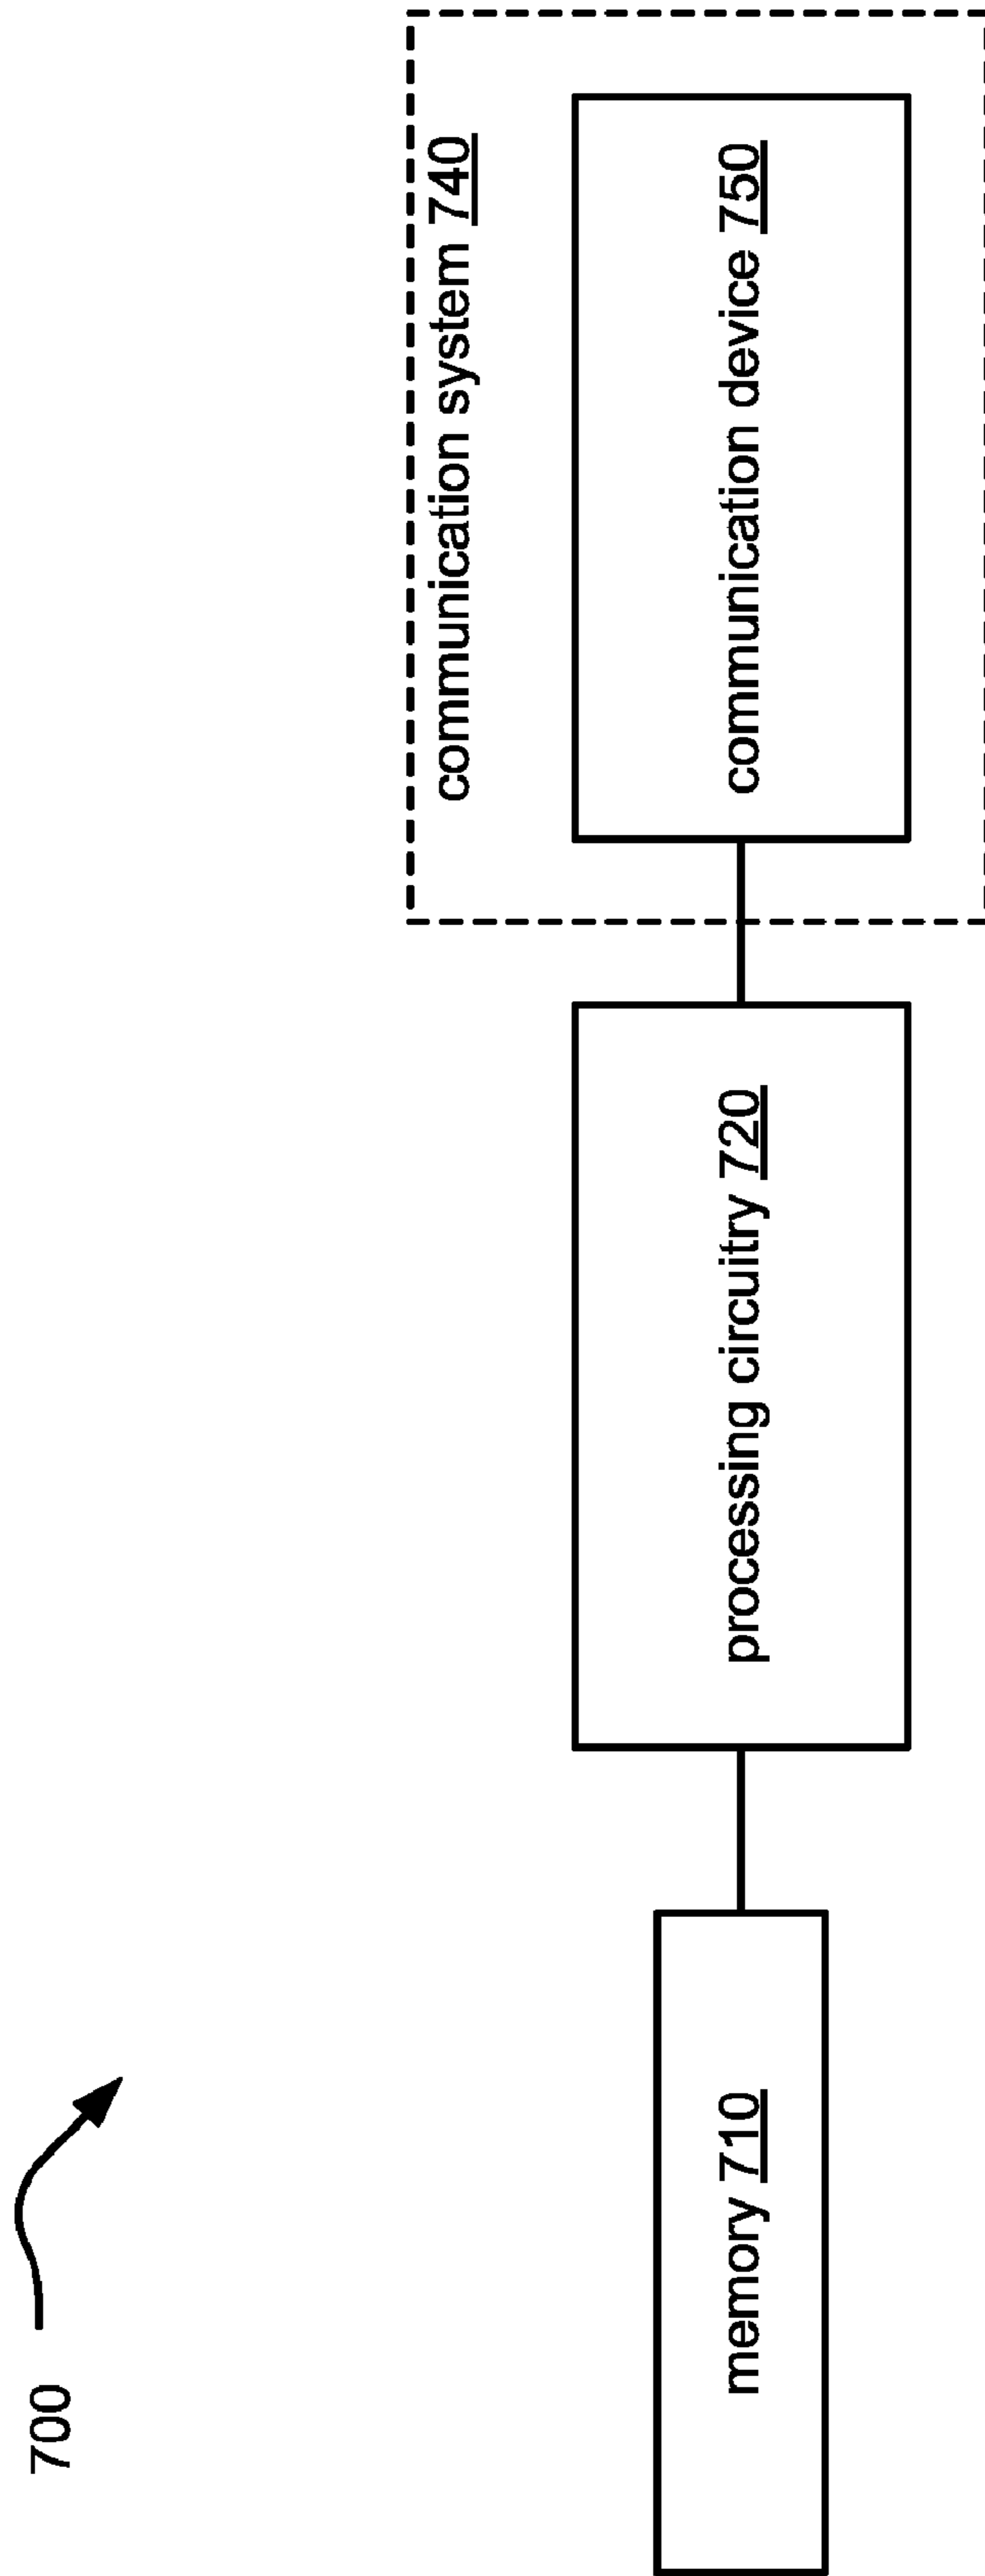 700
communication system 740
memory 710
processing circuitry 720
communication device 750